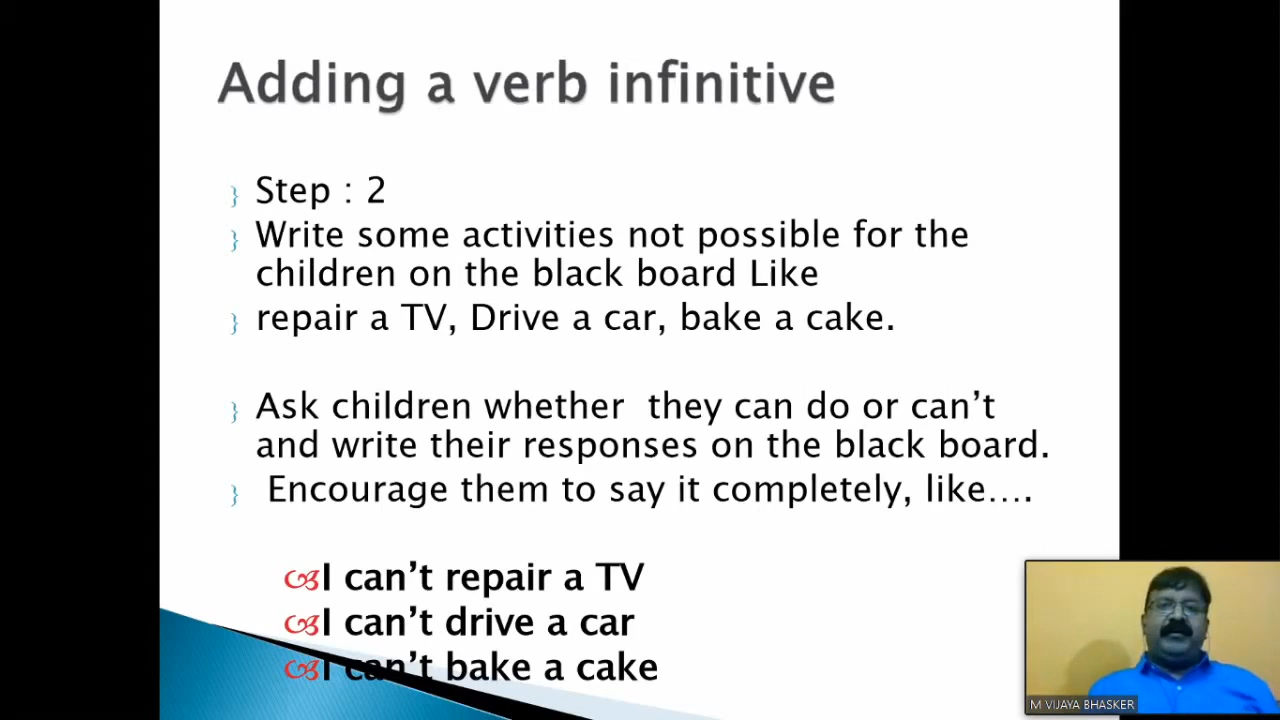 Adding a verb infinitive
Step : 2
Write some activities not possible for the
children on the black board Like
repair a TV, Drive a car, bake a cake.
Ask children whether  they can do or can’t
and write their responses on the black board.
Encourage them to say it completely, like….
I can’t repair a TV
I can’t drive a car
I can’t bake a cake
M VIJAYA BHASKER